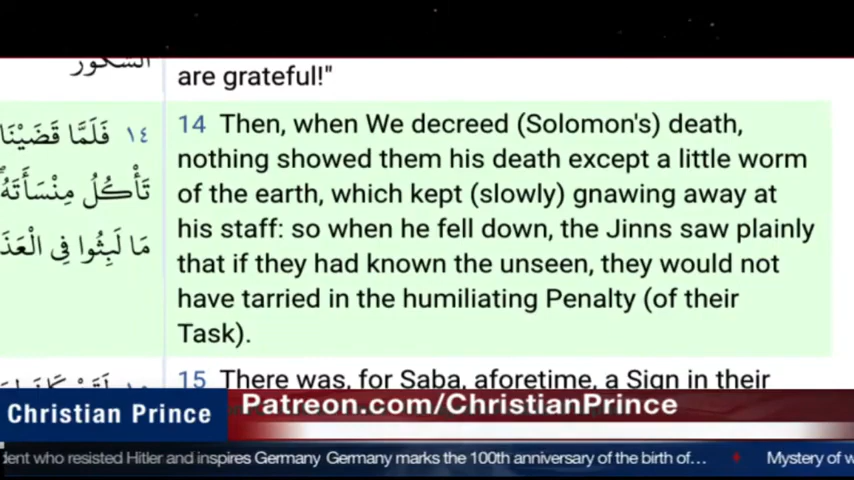 الشكور
are grateful!"
١٤ فَلَمَّا قَضَيْنَا
تَأْكُلُ مِنْسَأَتَهُ
مَا لَبِثُوا فِي الْعَذَ
14 Then, when We decreed (Solomon's) death,
nothing showed them his death except a little worm
of the earth, which kept (slowly) gnawing away at
his staff: so when he fell down, the Jinns saw plainly
that if they had known the unseen, they would not
have tarried in the humiliating Penalty (of their
Task).
15 There was, for Saba, aforetime, a Sign in their
Christian Prince
Patreon.com/ChristianPrince
dent who resisted Hitler and inspires Germany Germany marks the 100th anniversary of the birth of... Mystery of w